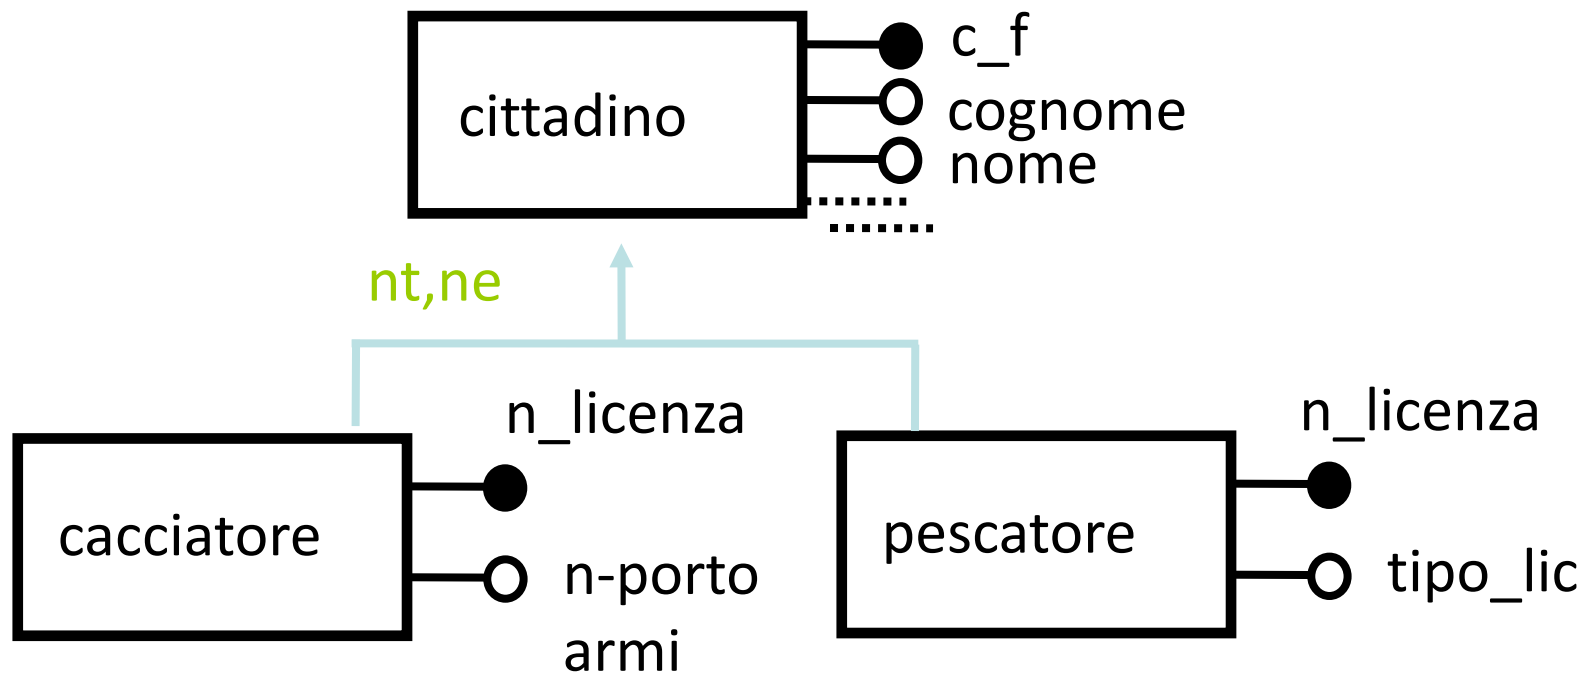 cittadino
c_f
cognome
nome
nt,ne
n_licenza
cacciatore
n-porto
armi
n_licenza
pescatore
tipo_lic